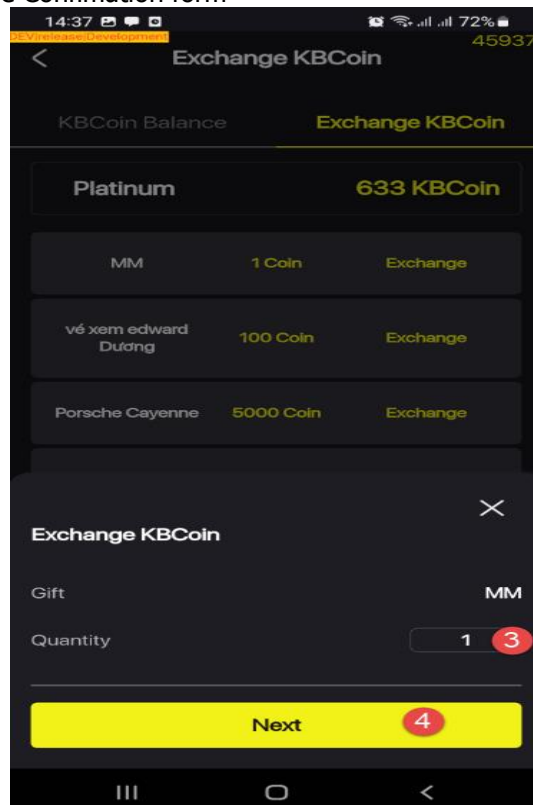 14:37 72%
DEV|release|Development
45937
Exchange KBCoin
KBCoin Balance Exchange KBCoin
Platinum 633 KBCoin
MM 1 Coin Exchange
vé xem edward
Dương 100 Coin Exchange
Porsche Cayenne 5000 Coin Exchange
Exchange KBCoin
Gift MM
Quantity 1 3
Next 4